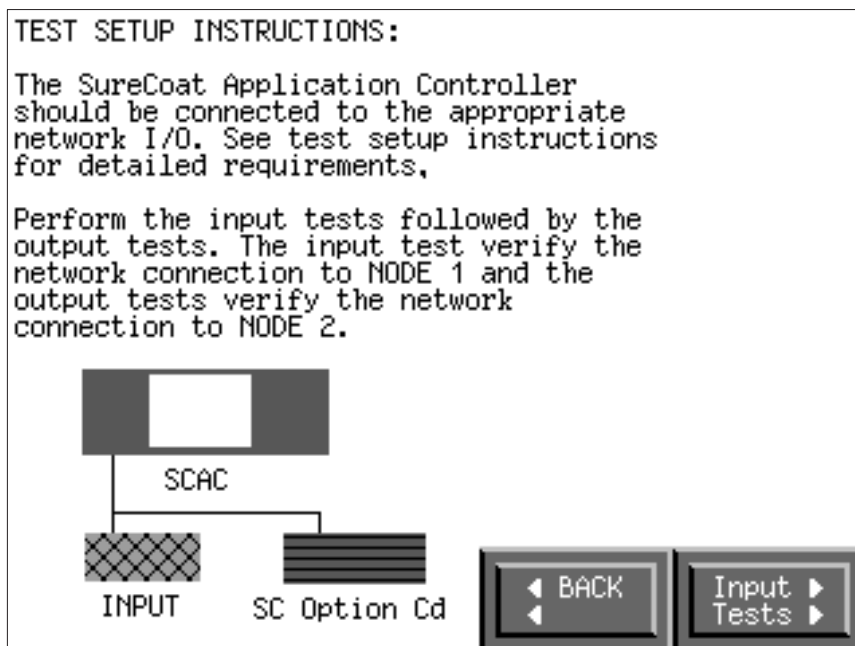 TEST SETUP INSTRUCTIONS:
The SureCoat Application Controller
should be connected to the appropriate
network I/O. See test setup instructions
for detailed requirements.
Perform the input tests followed by the
output tests. The input test verify the
network connection to NODE 1 and the
output tests verify the network
connection to NODE 2.
SCAC
INPUT
SC Option Cd
BACK
Input
Tests